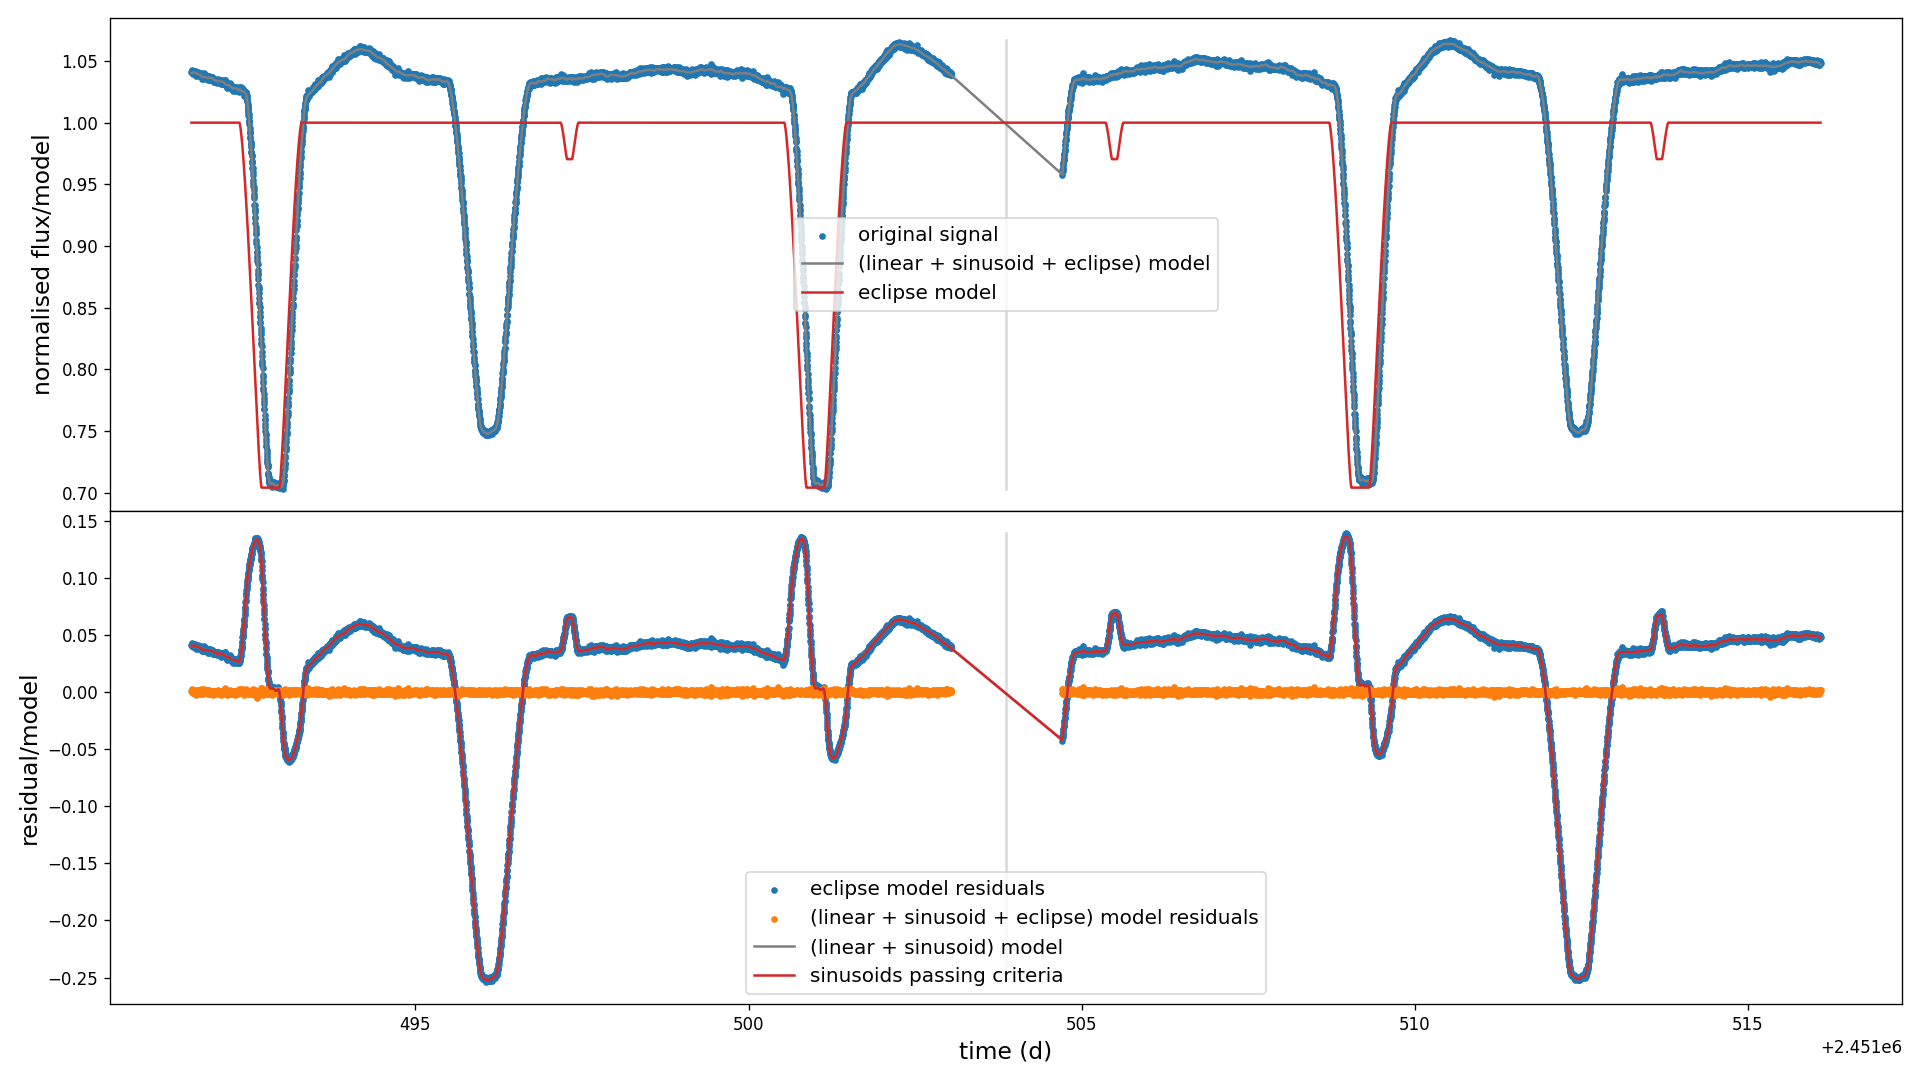 1.05
1.00
0.95
0.90
0.85
0.80
0.75
0.70
normalised flux/model
original signal
(linear + sinusoid + eclipse) model
eclipse model
0.15
0.10
0.05
0.00
−0.05
−0.10
−0.15
−0.20
−0.25
residual/model
eclipse model residuals
(linear + sinusoid + eclipse) model residuals
(linear + sinusoid) model
sinusoids passing criteria
495
500
505
510
515
time (d)
+2.451e6